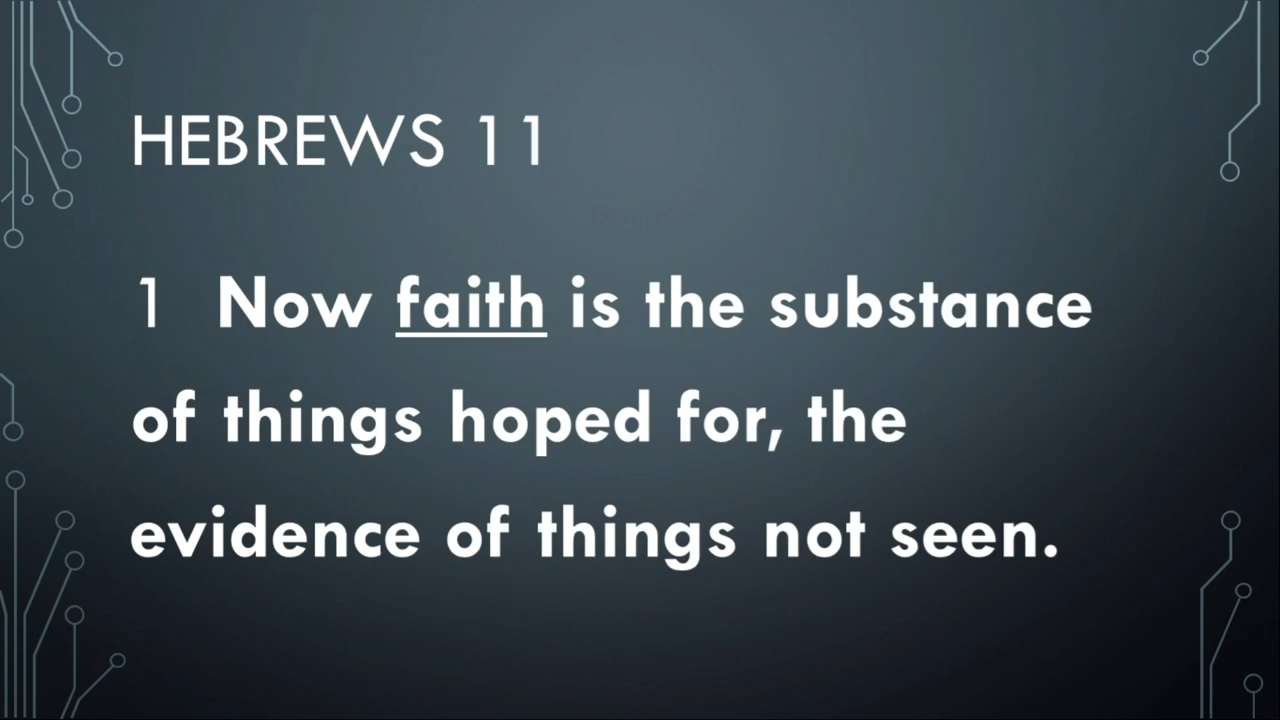 HEBREWS 11
1 Now faith is the substance
of things hoped for, the
evidence of things not seen.